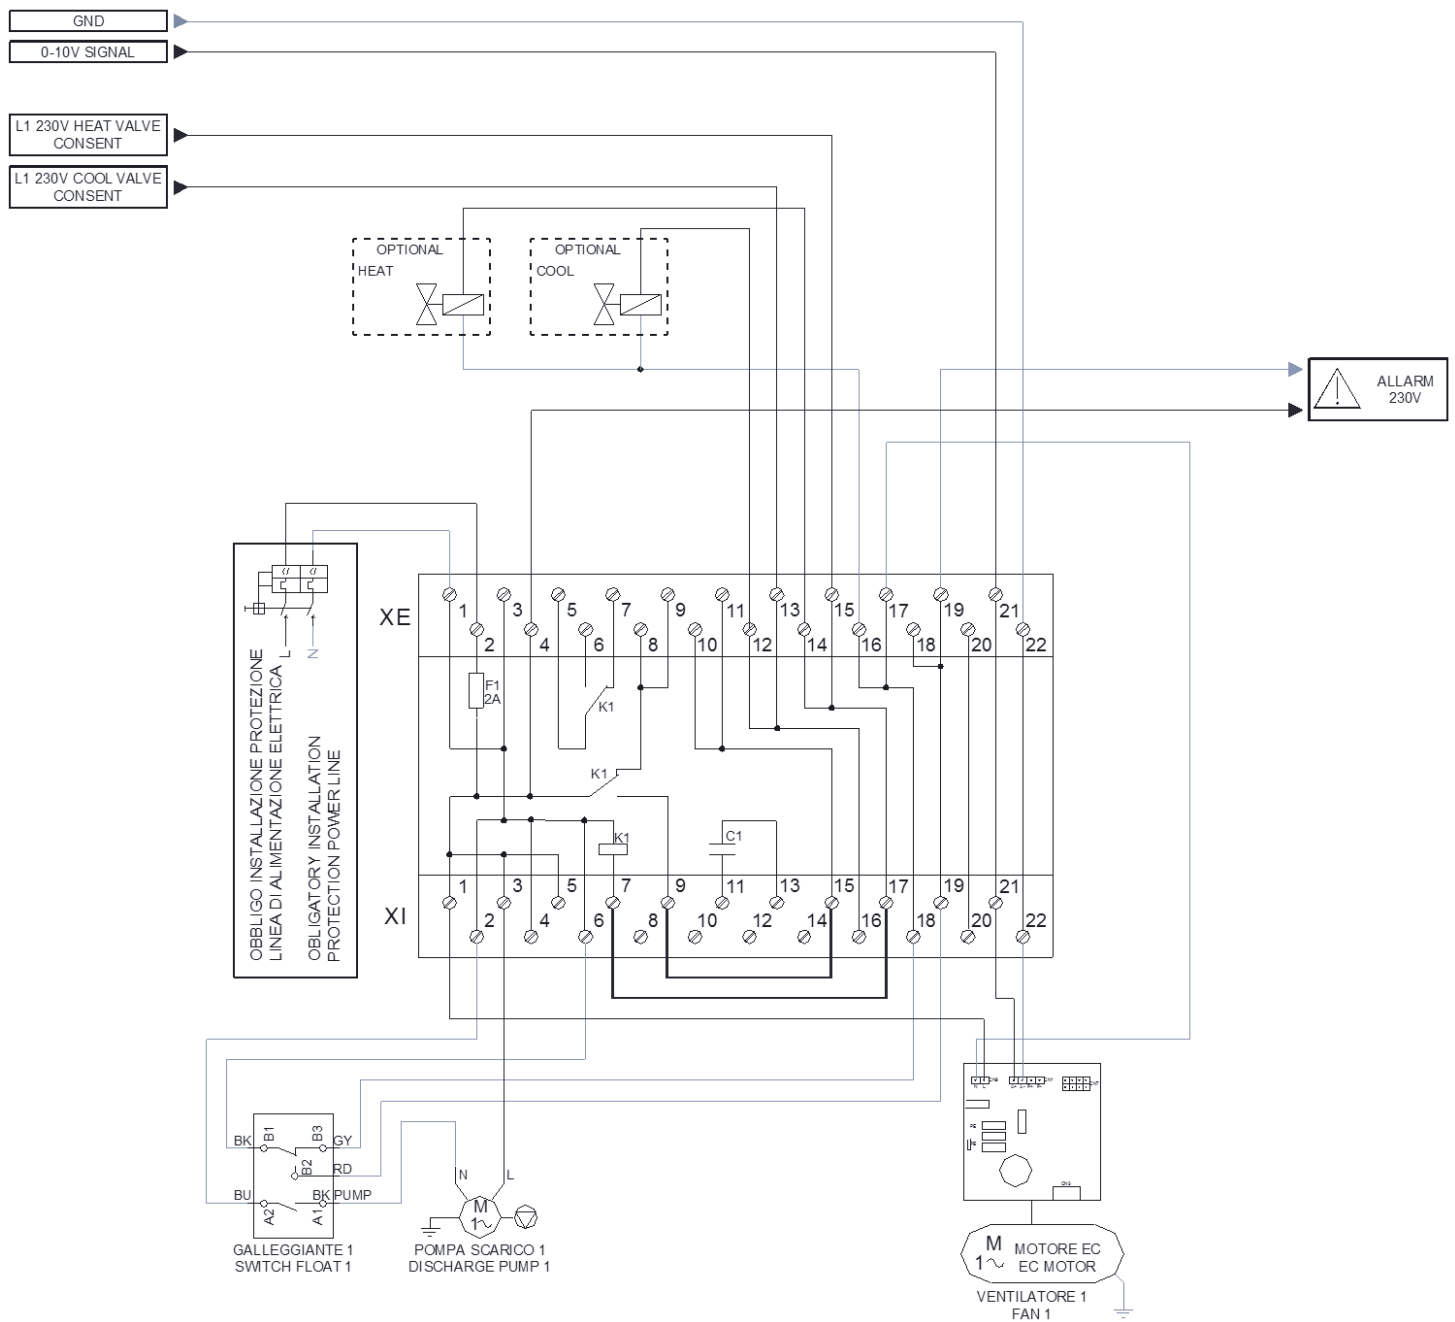 GND
0-10V SIGNAL
L1 230V HEAT VALVE
CONSENT
L1 230V COOL VALVE
CONSENT
OPTIONAL
HEAT
OPTIONAL
COOL
ALLARM
230V
XE
1
3
5
7
9
11
13
15
17
19
21
2
4
6
8
10
12
14
16
18
20
22
F1
2A
K1
K1
K1
C1
L
N
OBBLIGO INSTALLAZIONE PROTEZIONE
LINEA DI ALIMENTAZIONE ELETTRICA
OBLIGATORY INSTALLATION
PROTECTION POWER LINE
XI
1
3
5
7
9
11
13
15
17
19
21
2
4
6
8
10
12
14
16
18
20
22
BK
B1
B3
GY
B2
RD
BU
A2
A1
BK
PUMP
GALLEGGIANTE 1
SWITCH FLOAT 1
N
L
M
1
POMPA SCARICO 1
DISCHARGE PUMP 1
N
L
M
1
MOTORE EC
EC MOTOR
VENTILATORE 1
FAN 1